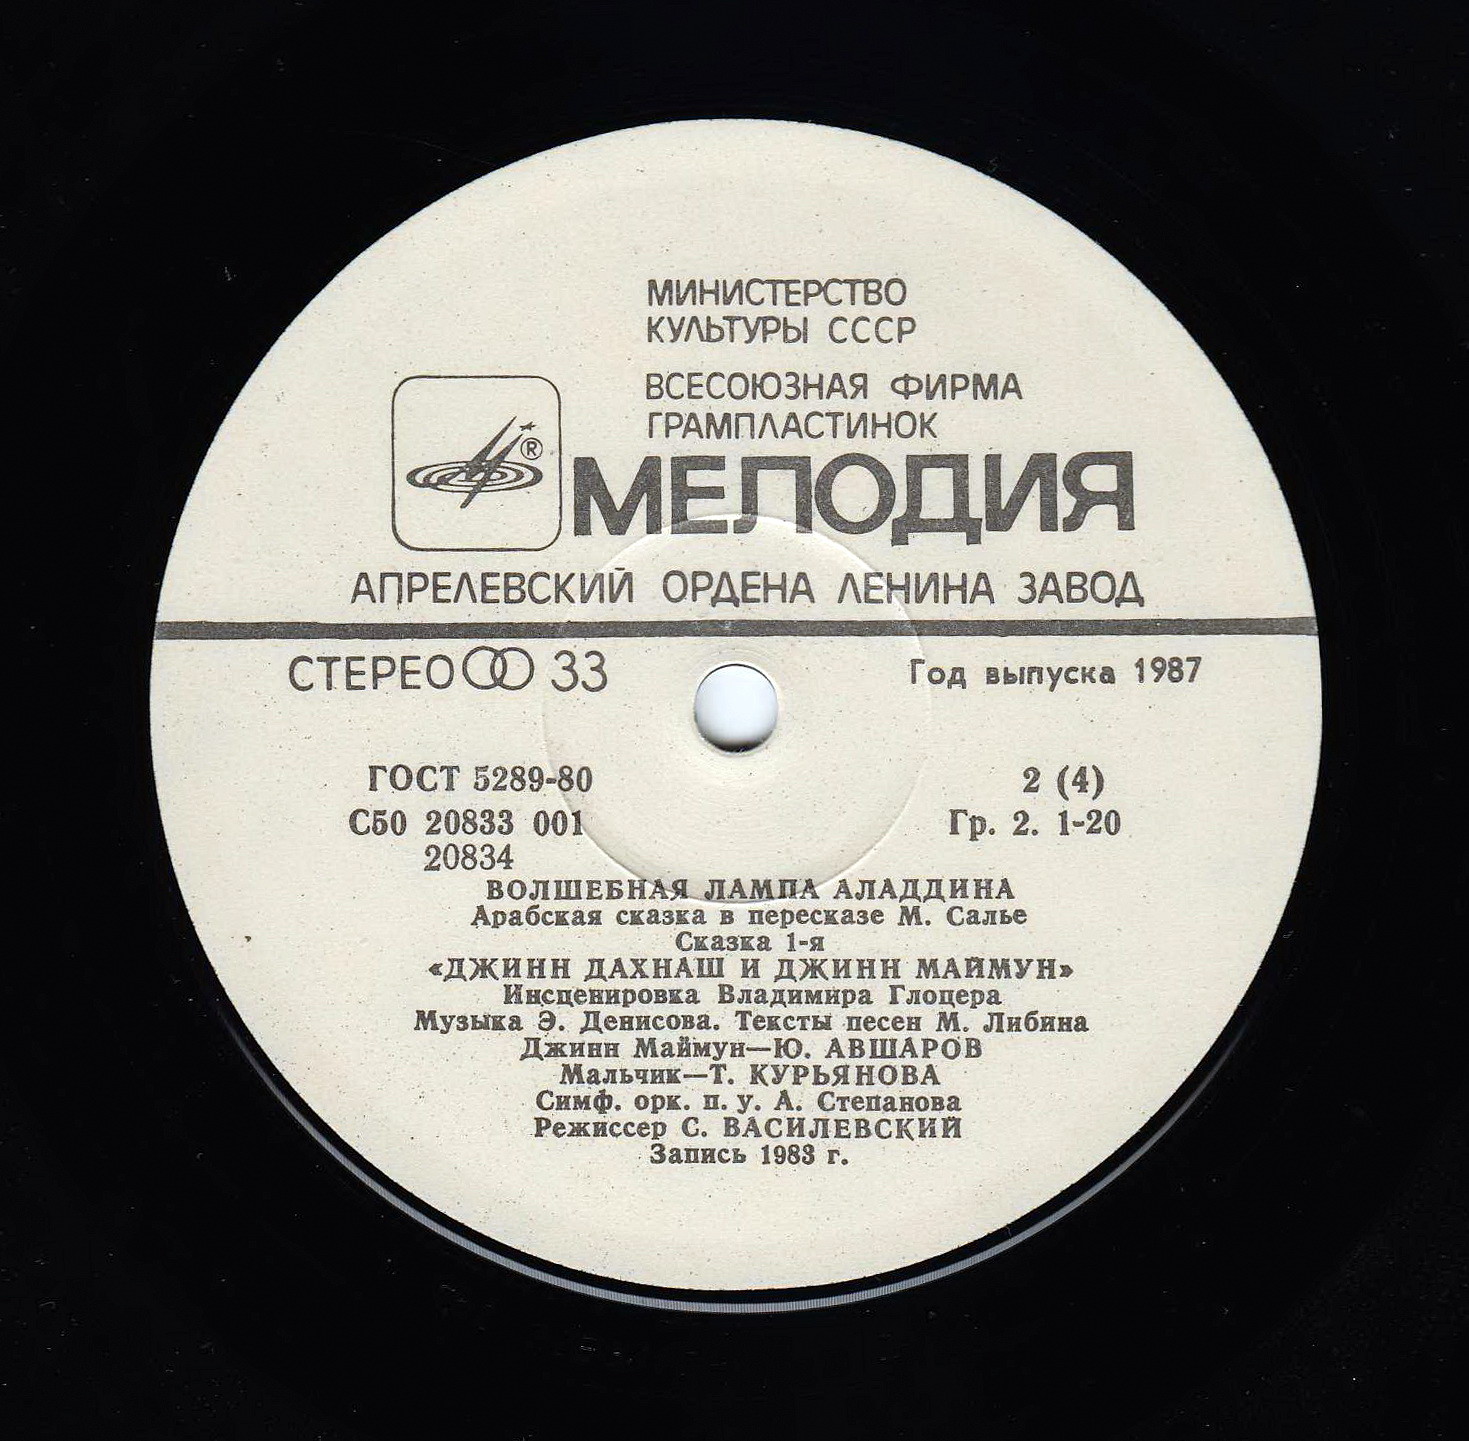 МИНИСТЕРСТВО
КУЛЬТУРЫ СССР
ВСЕСОЮЗНАЯ ФИРМА
ГРАМПЛАСТИНОК
®
МЕЛОДИЯ
АПРЕЛЕВСКИЙ ОРДЕНА ЛЕНИНА ЗАВОД
СТЕРЕО 33
Год выпуска 1987
ГОСТ 5289-80
2 (4)
С50 20833 001
Гр. 2. 1-20
20834
ВОЛШЕБНАЯ ЛАМПА АЛАДДИНА
Арабская сказка в пересказе М. Салье
Сказка 1-я
«ДЖИНН ДАХНАШ И ДЖИНН МАЙМУН»
Инсценировка Владимира Глоцера
Музыка Э. Денисова. Тексты песен М. Либина
Джинн Маймун—Ю. АВШАРОВ
Мальчик—Т. КУРЬЯНОВА
Симф. орк. п. у. А. Степанова
Режиссер С. ВАСИЛЕВСКИЙ
Запись 1983 г.